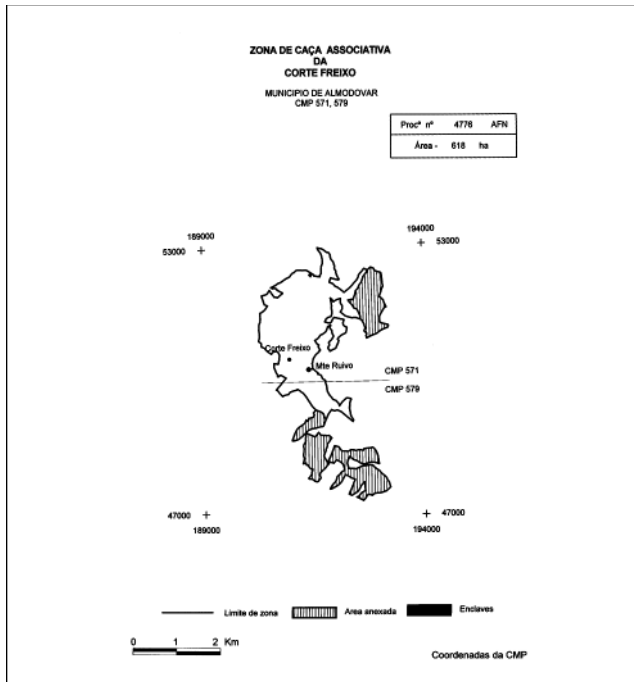 ZONA DE CAÇA ASSOCIATIVA
DA
CORTE FREIXO
MUNICIPIO DE ALMODOVAR
CMP 571, 579
Procº nº 4776 AFN
Área - 618 ha
189000
53000
194000
53000
Corte Freixo
Mte Ruivo
CMP 571
CMP 579
47000
189000
47000
194000
Limite de zona
Area anexada
Enclaves
0 1 2 Km
Coordenadas da CMP